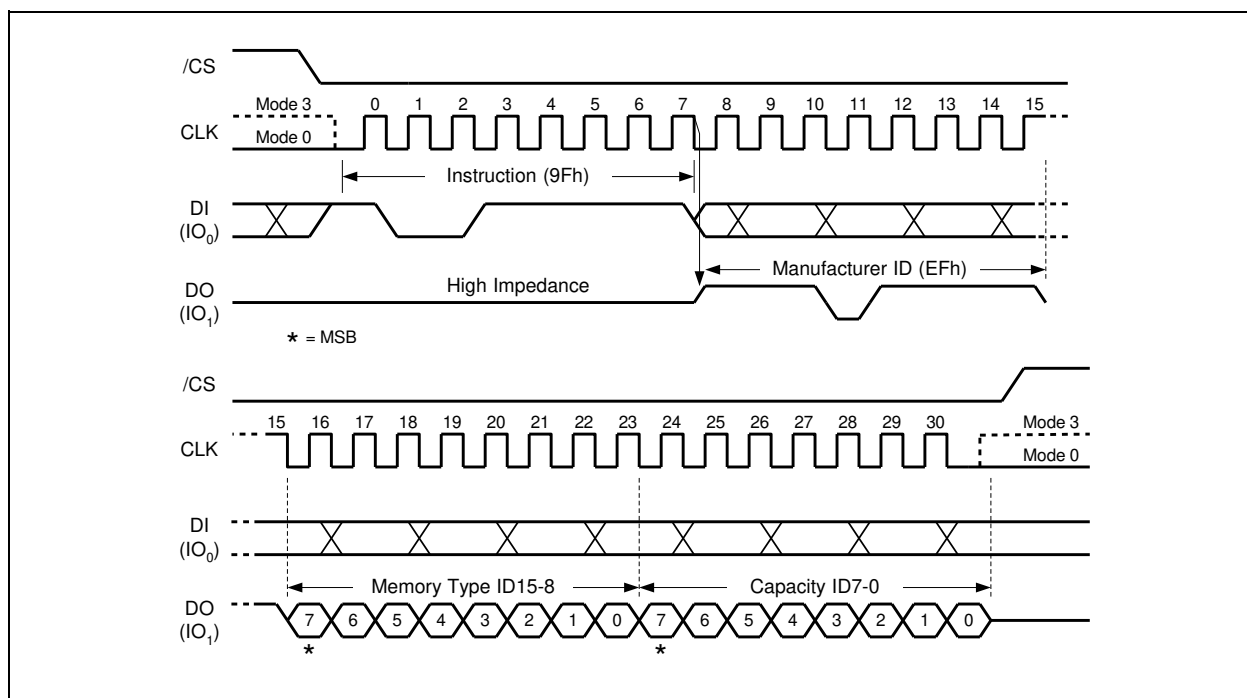 /CS
Mode 3
0 1 2 3 4 5 6 7 8 9 10 11 12 13 14 15
CLK
Mode 0
Instruction (9Fh)
DI
(IO0)
Manufacturer ID (EFh)
High Impedance
DO
(IO1)
* = MSB
/CS
15 16 17 18 19 20 21 22 23 24 25 26 27 28 29 30
Mode 3
CLK
Mode 0
DI
(IO0)
Memory Type ID15-8
Capacity ID7-0
DO
(IO1)
7 6 5 4 3 2 1 0 7 6 5 4 3 2 1 0
* *